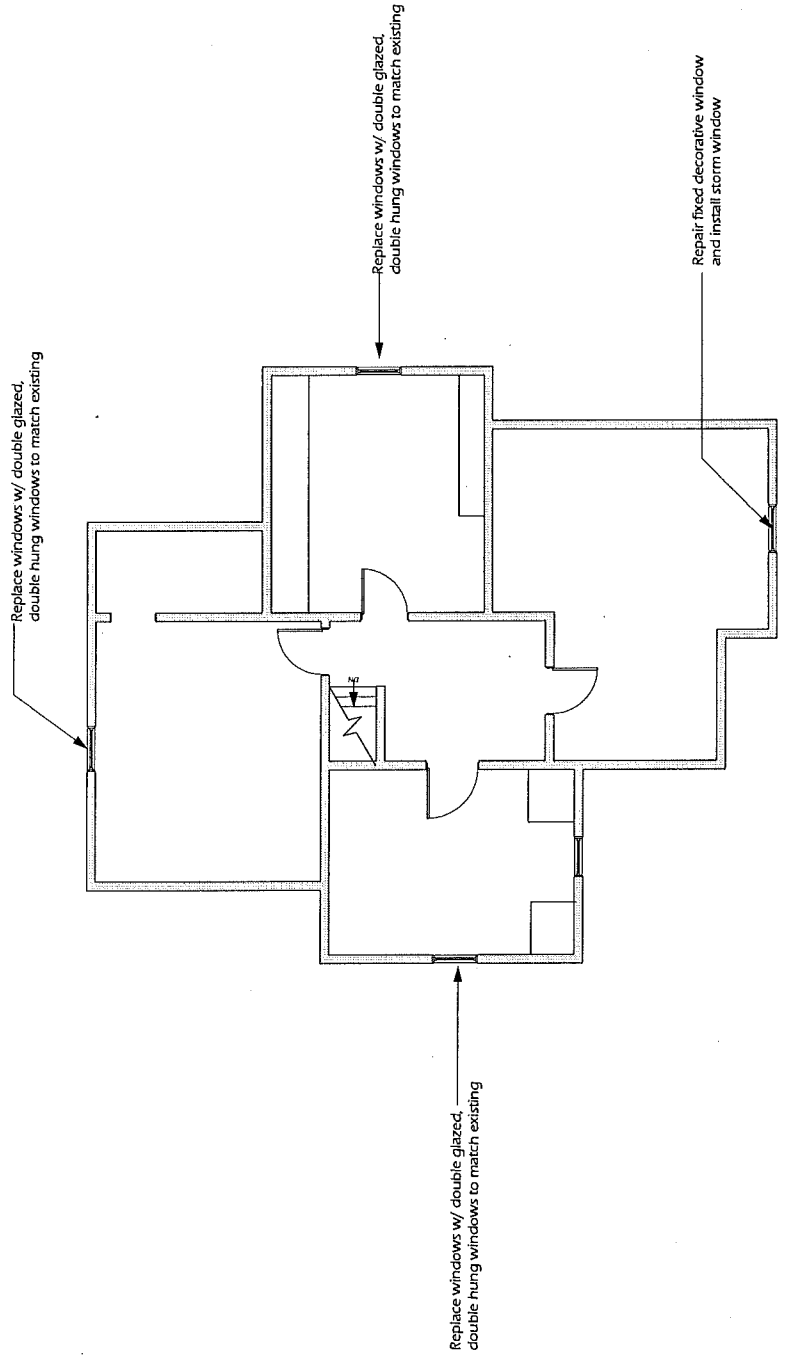 Replace windows w/ double glazed,
double hung windows to match existing
Replace windows w/ double glazed,
double hung windows to match existing
Replace windows w/ double glazed,
double hung windows to match existing
Repair fixed decorative window
and install storm window
DN